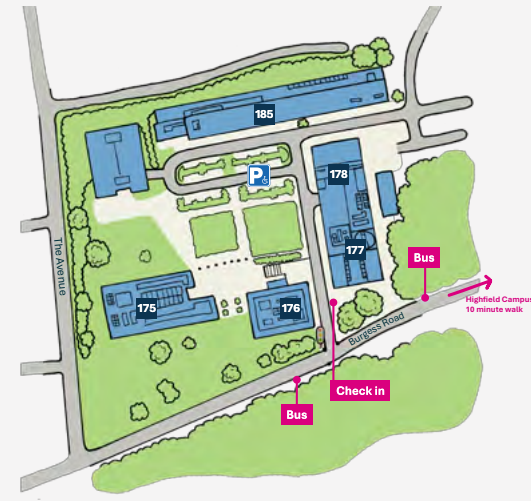 185
P
178
The Avenue
177
Bus
175
176
Highfield Campus
10 minute walk
Burgess Road
Check in
Bus